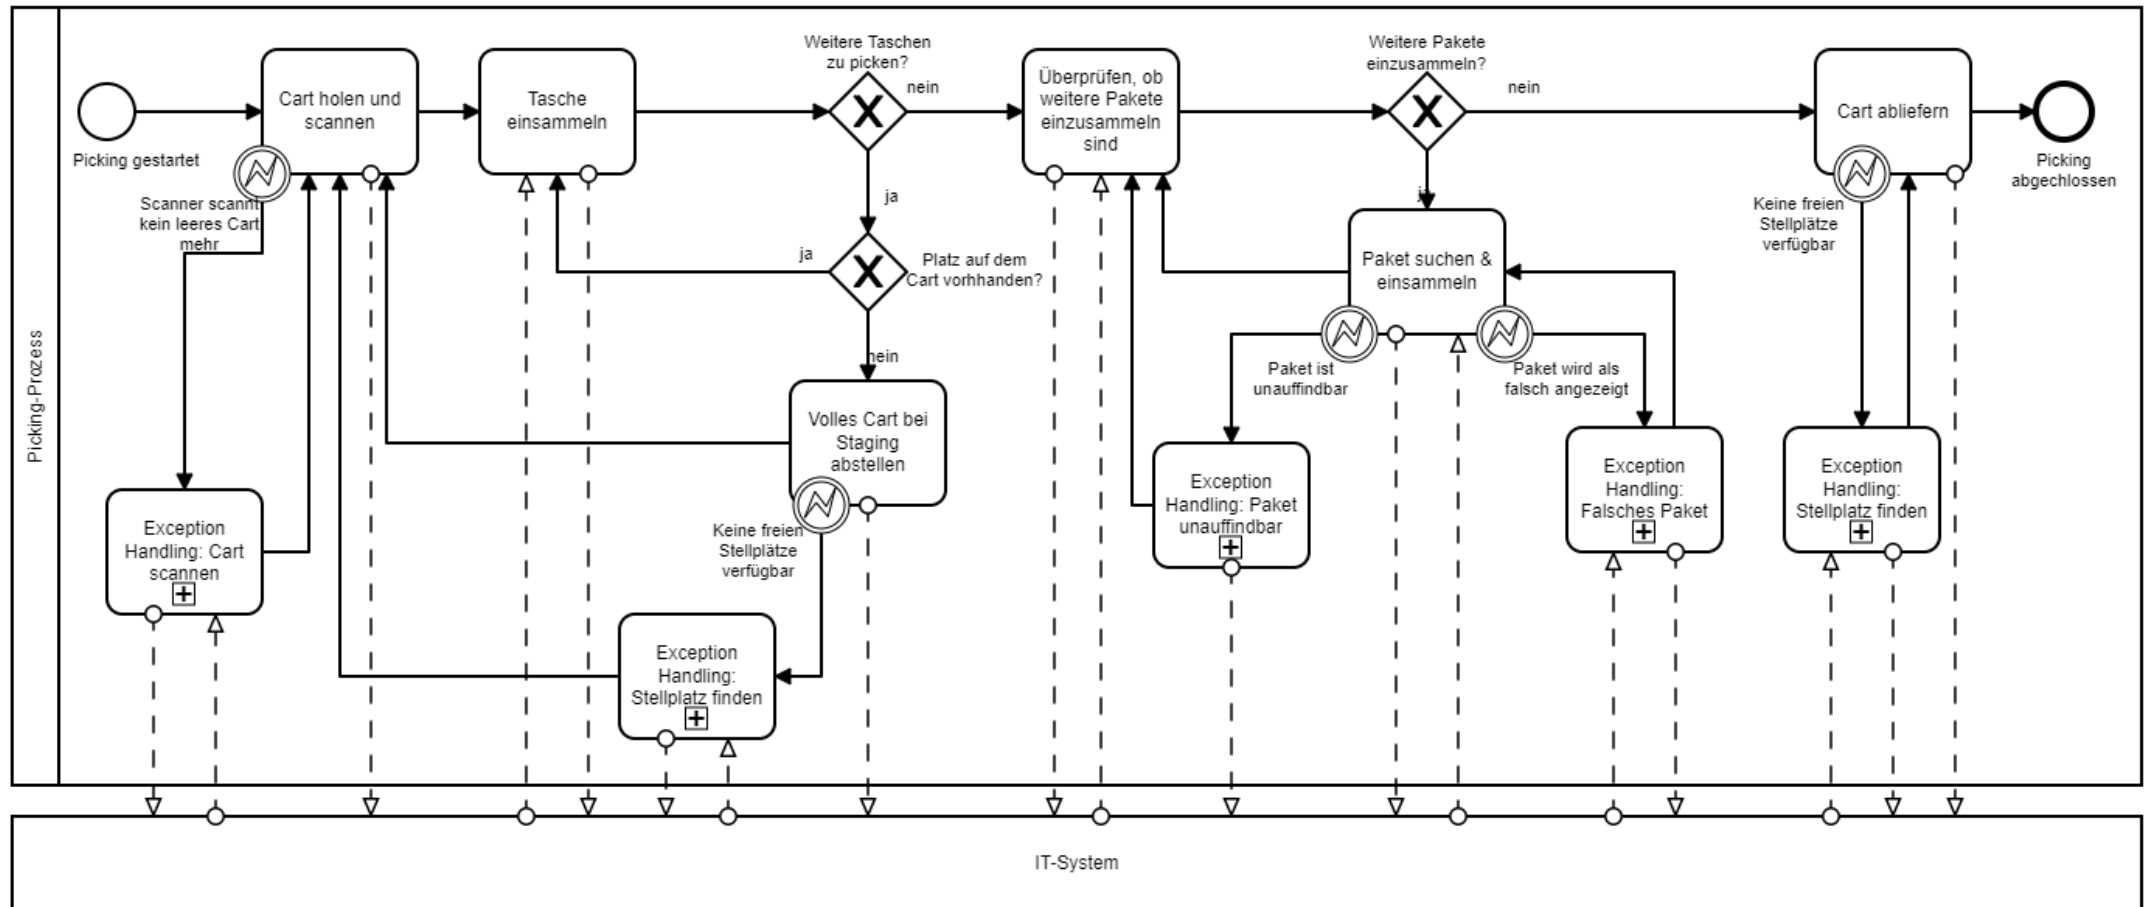 Picking-Prozess
Picking gestartet
Cart holen und
scannen
Scanner scannt
kein leeres Cart
mehr
Exception
Handling: Cart
scannen
Tasche
einsammeln
Weitere Taschen
zu picken?
nein
ja
ja
Platz auf dem
Cart vorhhanden?
nein
Volles Cart bei
Staging
abstellen
Keine freien
Stellplätze
verfügbar
Exception
Handling:
Stellplatz finden
Überprüfen, ob
weitere Pakete
einzusammeln
sind
Weitere Pakete
einzusammeln?
nein
ja
Paket suchen &
einsammeln
Paket ist
unauffindbar
Paket wird als
falsch angezeigt
Exception
Handling: Paket
unauffindbar
Exception
Handling:
Falsches Paket
Cart abliefern
Keine freien
Stellplätze
verfügbar
Exception
Handling:
Stellplatz finden
Picking
abgechlossen
IT-System